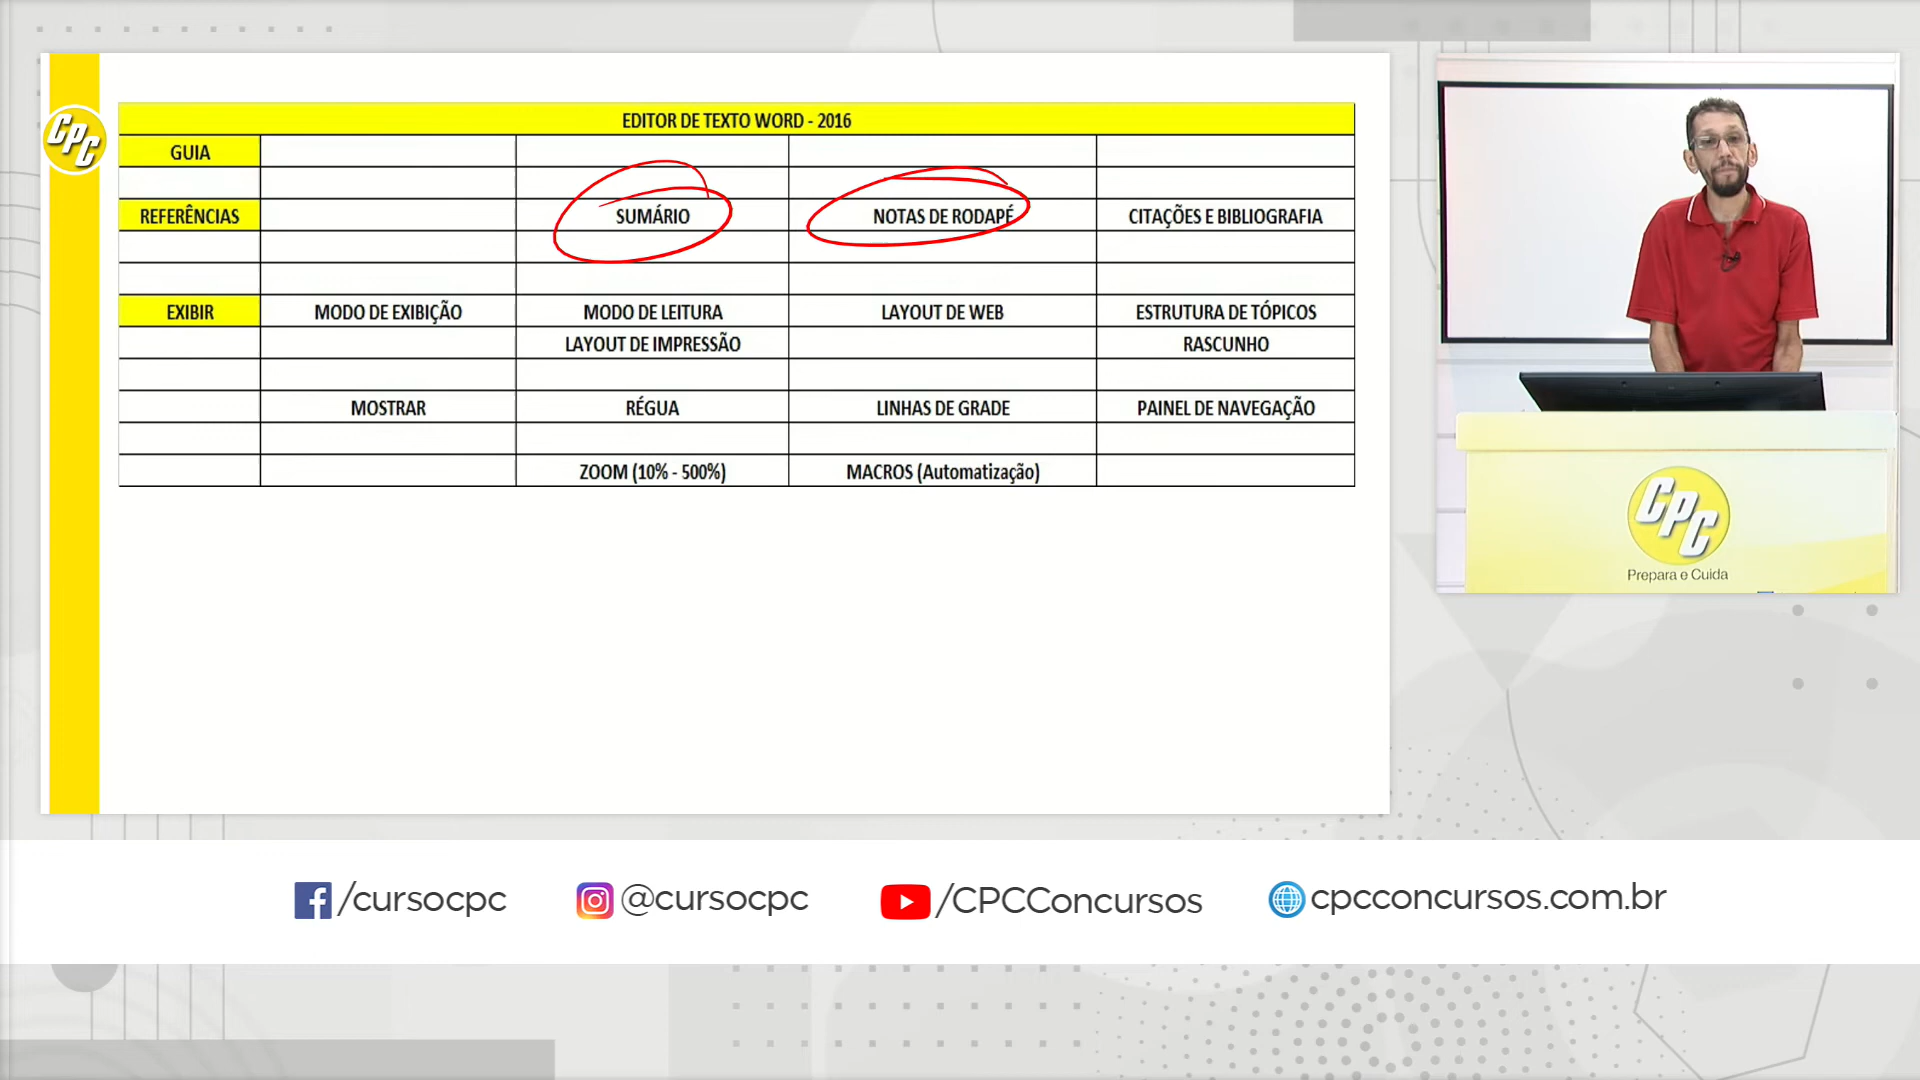 EDITOR DE TEXTO WORD - 2016
GUIA
REFERÊNCIAS SUMÁRIO NOTAS DE RODAPÉ CITAÇÕES E BIBLIOGRAFIA
EXIBIR MODO DE EXIBIÇÃO MODO DE LEITURA LAYOUT DE WEB ESTRUTURA DE TÓPICOS
LAYOUT DE IMPRESSÃO RASCUNHO
MOSTRAR RÉGUA LINHAS DE GRADE PAINEL DE NAVEGAÇÃO
ZOOM (10% - 500%) MACROS (Automatização)
CPC
CPC
Prepara e Cuida
/cursocpc @cursocpc /CPCConcursos cpcconcursos.com.br